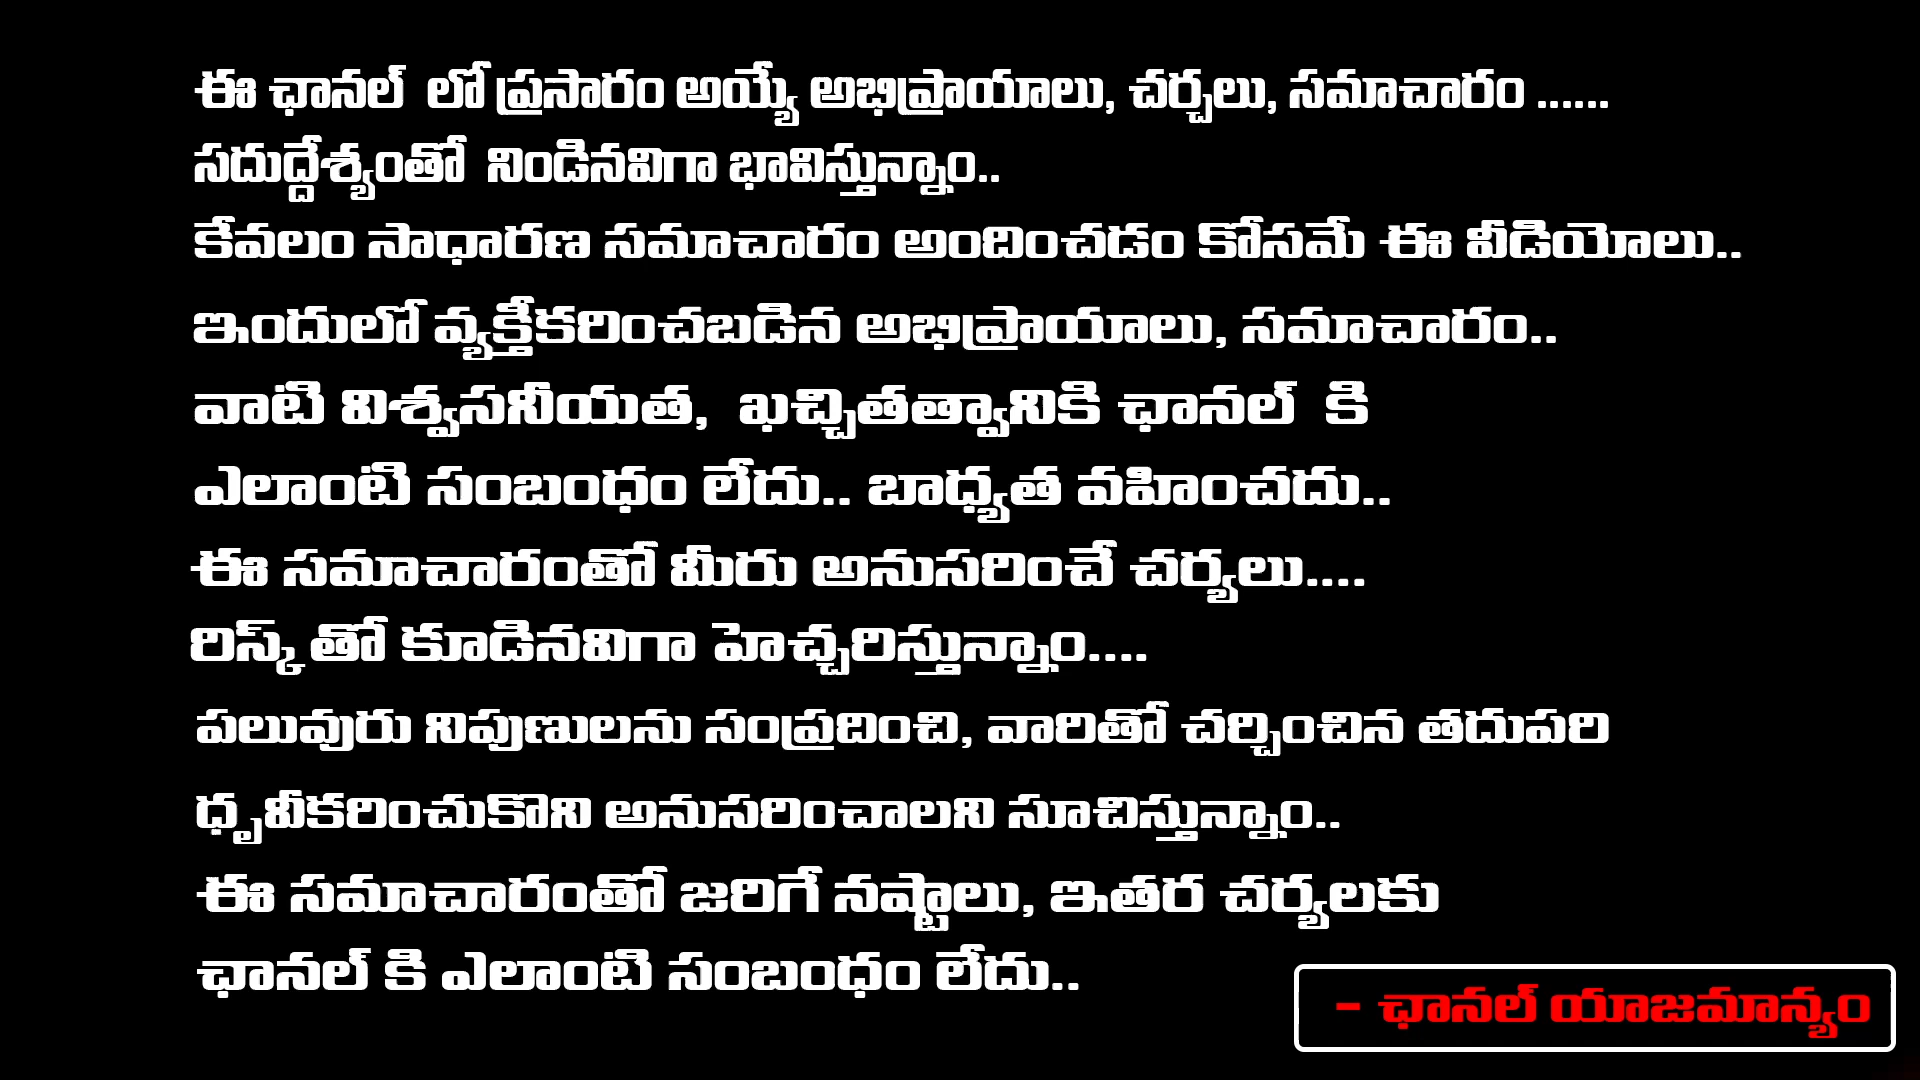 ఈ ఛానల్ లో ప్రసారం అయ్యే అభిప్రాయాలు, చర్చలు, సమాచారం ......
సదుద్దేశ్యంతో నిండినవిగా భావిస్తున్నాం..
కేవలం సాధారణ సమాచారం అందించడం కోసమే ఈ వీడియోలు..
ఇందులో వ్యక్తీకరించబడిన అభిప్రాయాలు, సమాచారం..
వాటి విశ్వసనీయత, ఖచ్చితత్వానికి ఛానల్ కి
ఎలాంటి సంబంధం లేదు.. బాధ్యత వహించదు..
ఈ సమాచారంతో మీరు అనుసరించే చర్యలు....
రిస్క్ తో కూడినవిగా హెచ్చరిస్తున్నాం....
పలువురు నిపుణులను సంప్రదించి, వారితో చర్చించిన తదుపరి
ధృవీకరించుకొని అనుసరించాలని సూచిస్తున్నాం..
ఈ సమాచారంతో జరిగే నష్టాలు, ఇతర చర్యలకు
ఛానల్ కి ఎలాంటి సంబంధం లేదు..
- ఛానల్ యాజమాన్యం